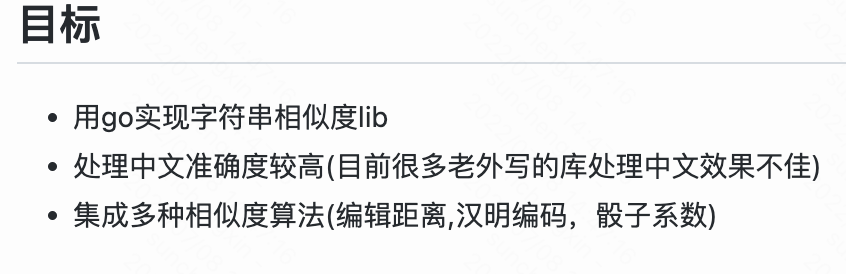 目标
用go实现字符串相似度lib
处理中文准确度较高(目前很多老外写的库处理中文效果不佳)
集成多种相似度算法(编辑距离,汉明编码，骰子系数)